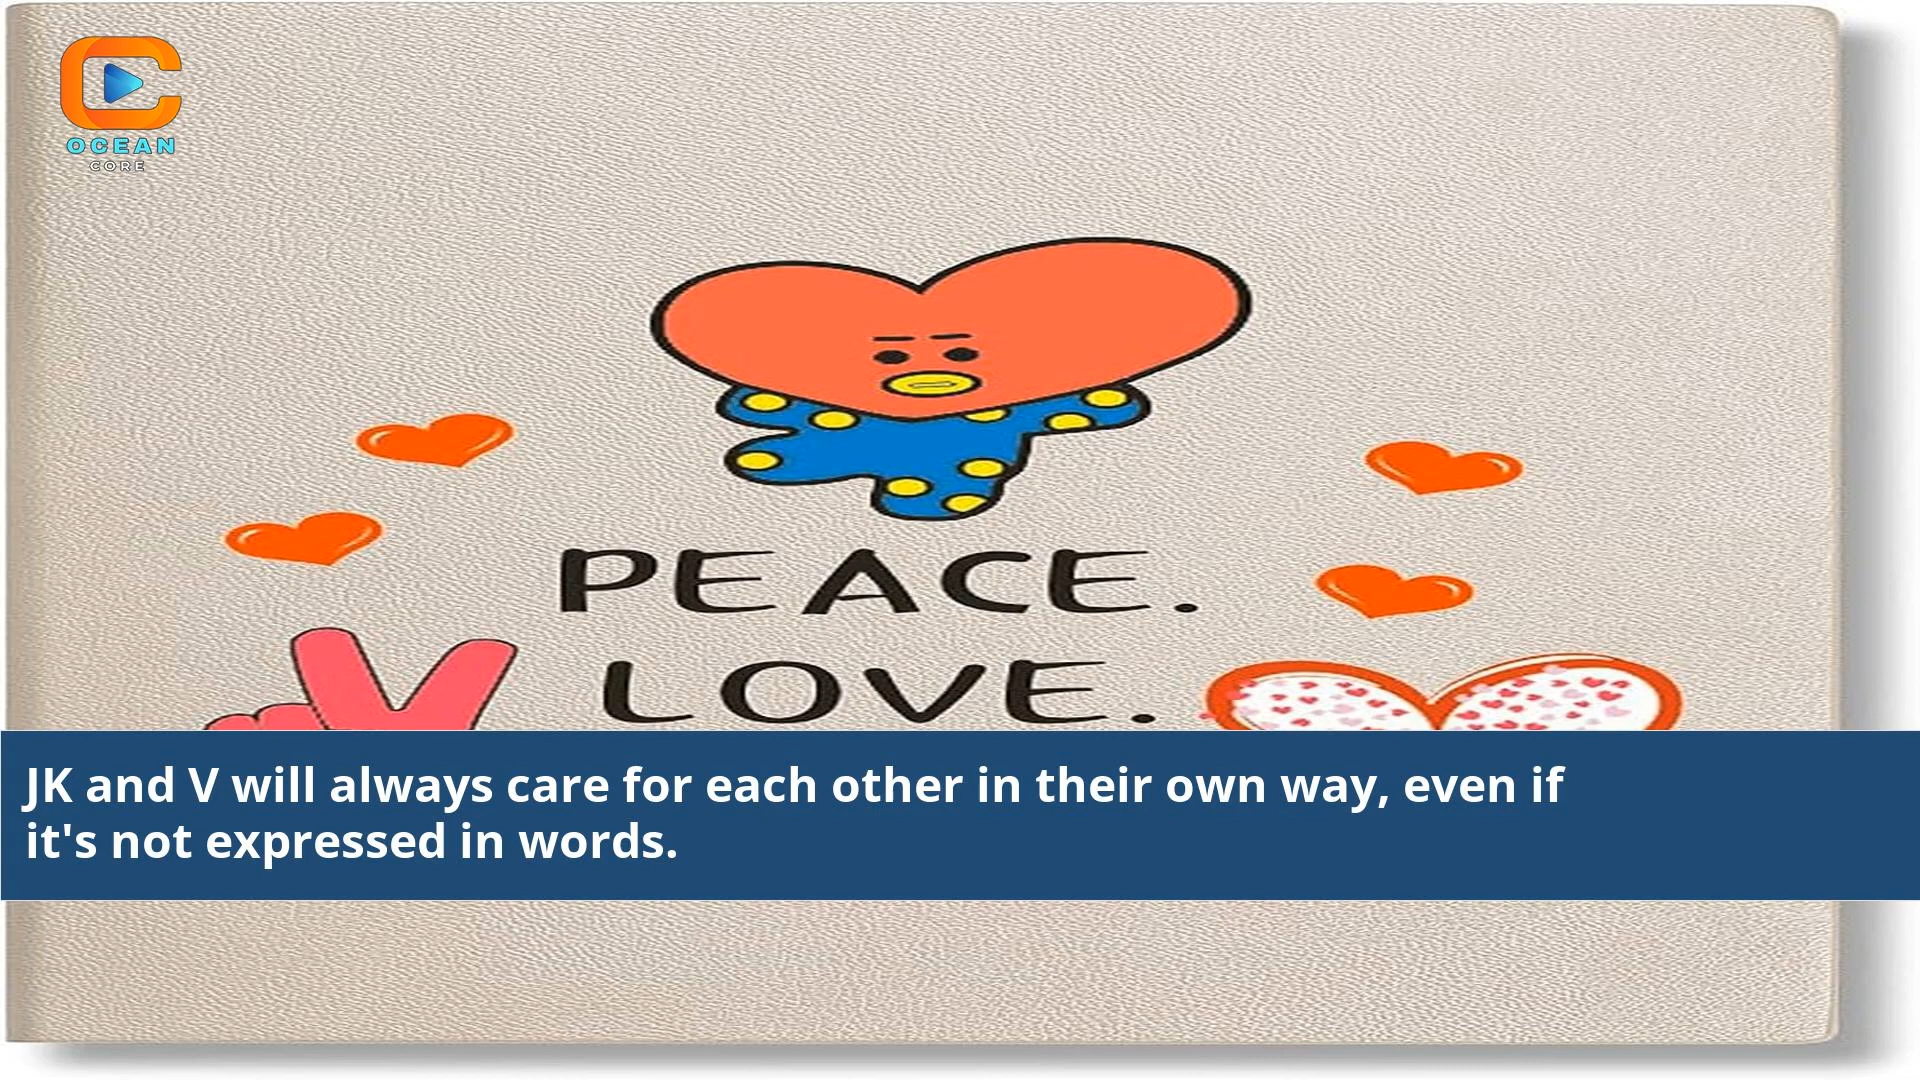 OCEAN
CORE
PEACE.
LOVE.
JK and V will always care for each other in their own way, even if
it's not expressed in words.